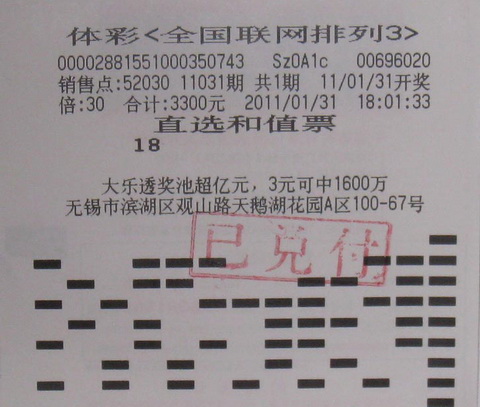 体彩<全国联网排列3>
00002881551000350743 SzOA1c 00696020
销售点:52030 11031期 共1期 11/01/31开奖
倍:30 合计:3300元 2011/01/31 18:01:33
直选和值票
18
大乐透奖池超亿元，3元可中1600万
无锡市滨湖区观山路天鹅湖花园A区100-67号
已兑付